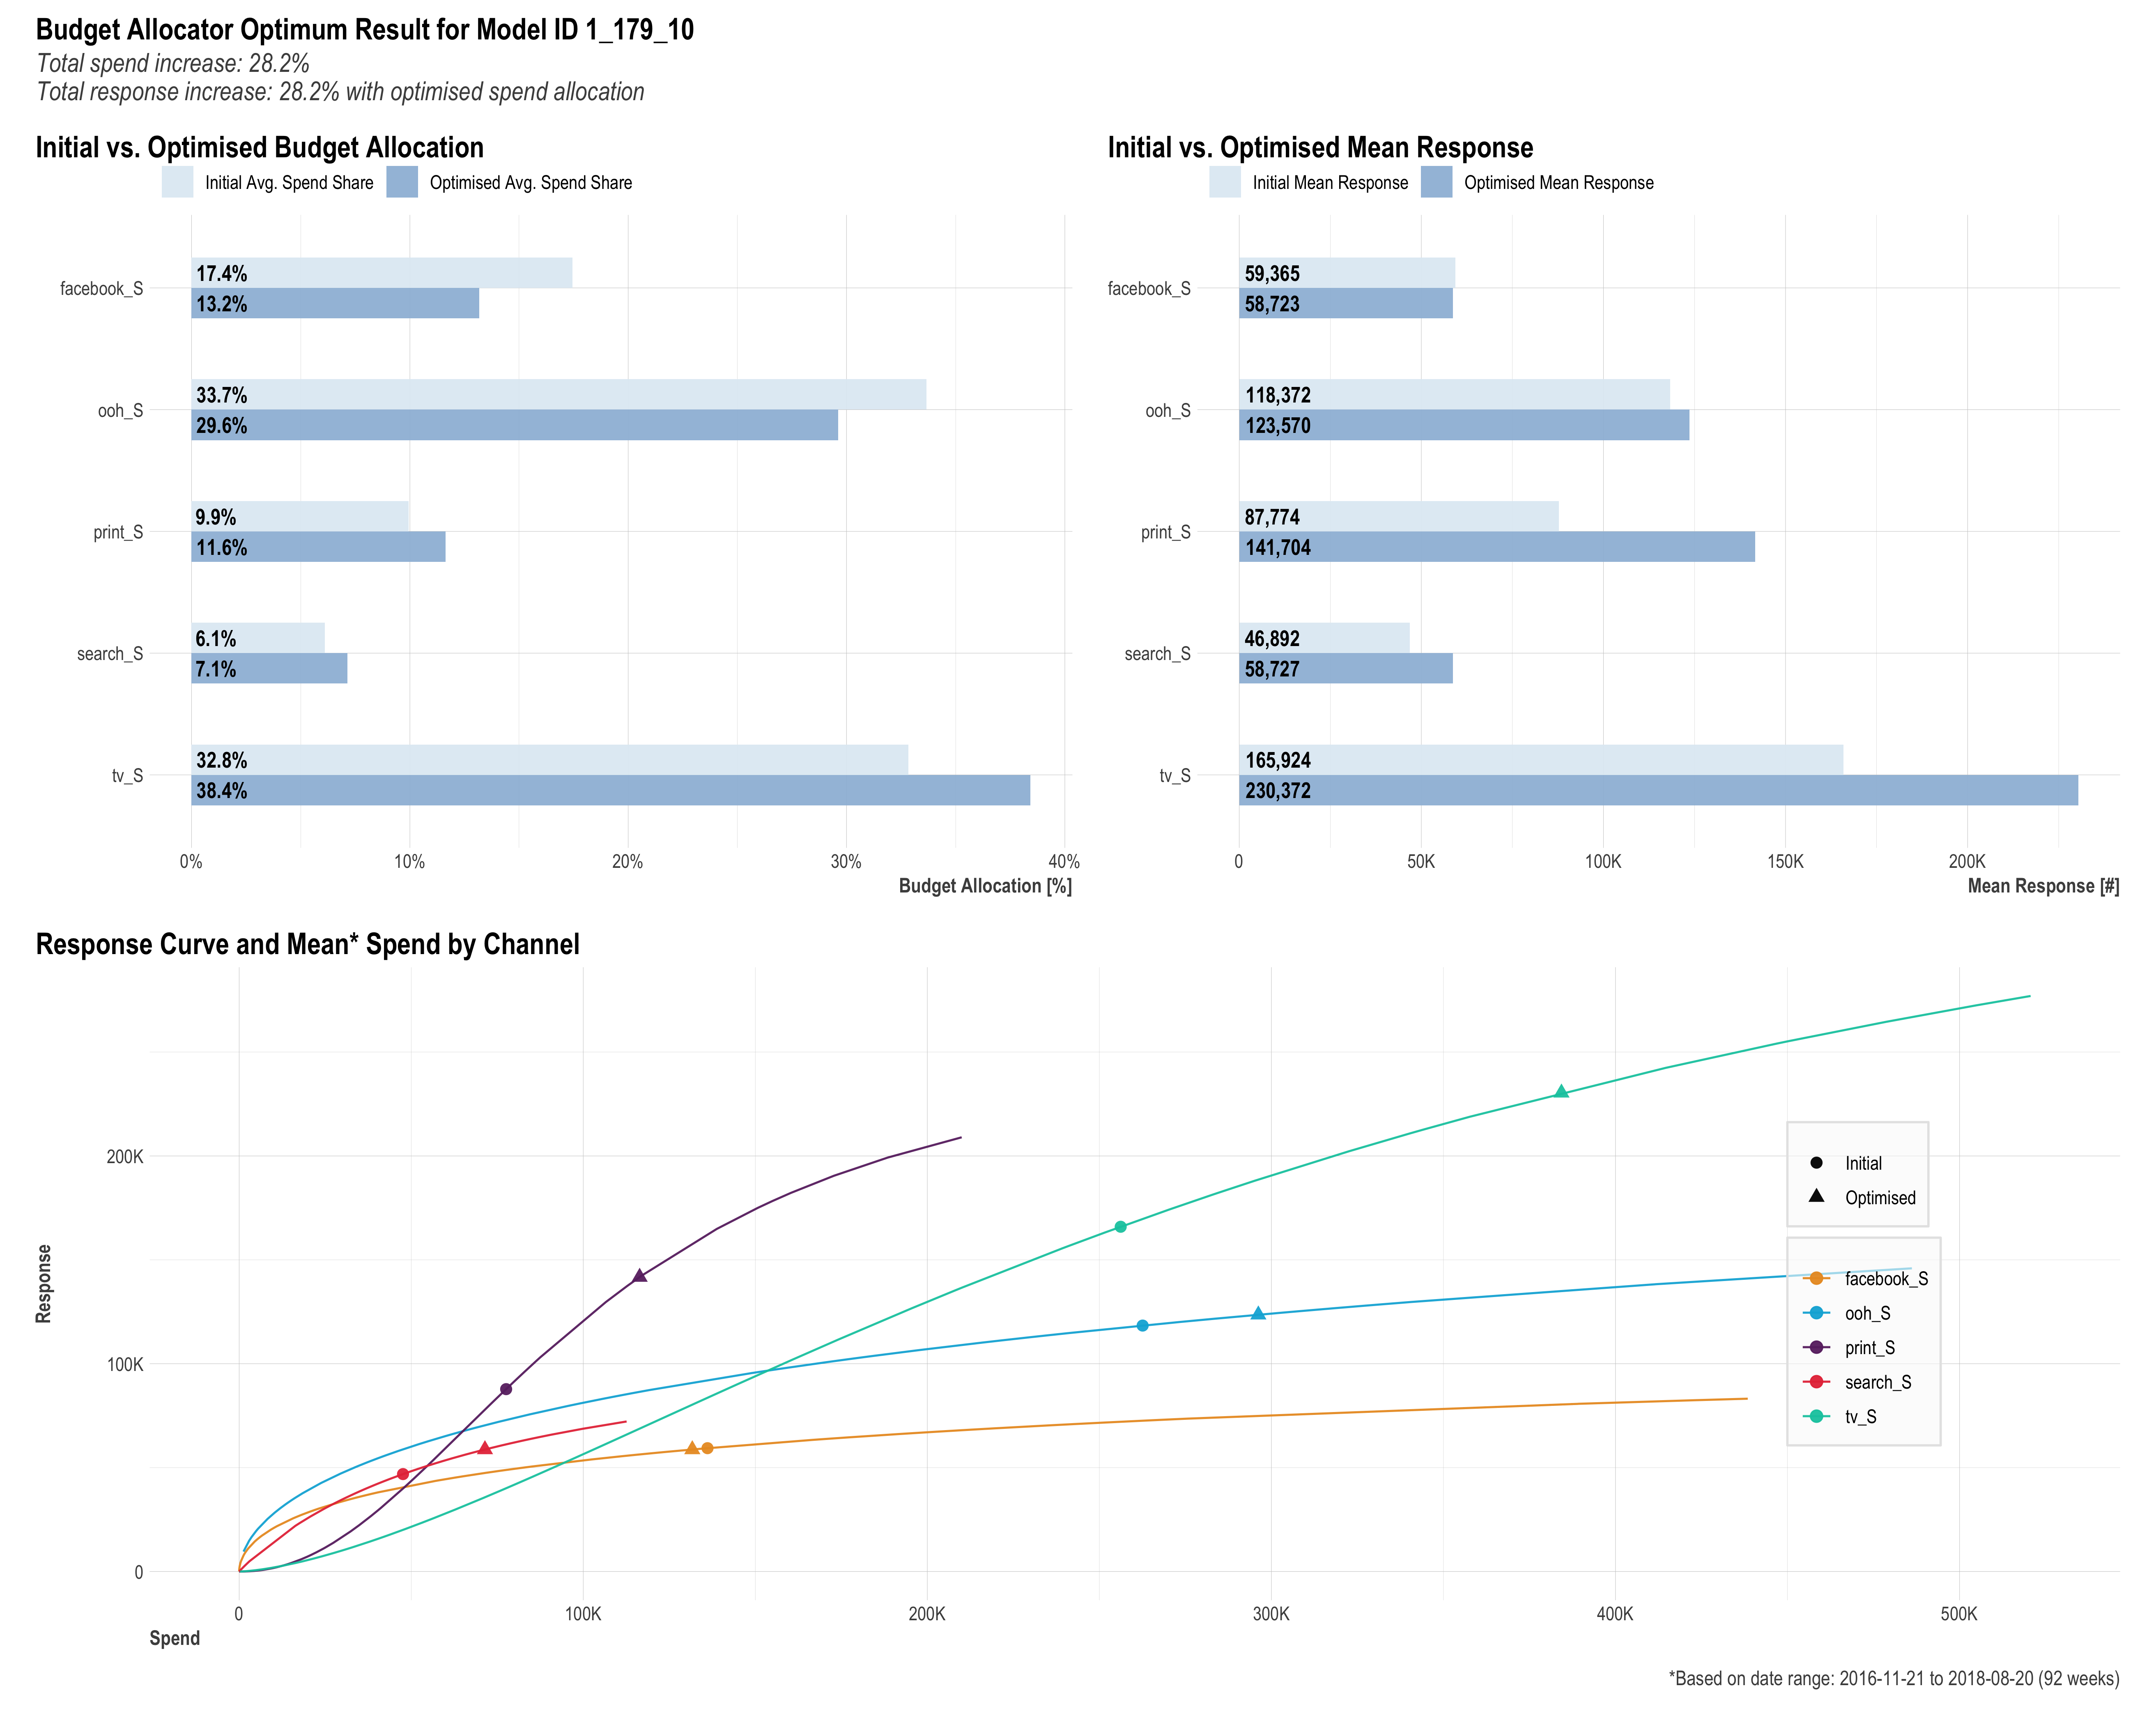 Budget Allocator Optimum Result for Model ID 1_179_10
Total spend increase: 28.2%
Total response increase: 28.2% with optimised spend allocation
Initial vs. Optimised Budget Allocation
Initial Avg. Spend Share Optimised Avg. Spend Share
facebook_S
17.4%
13.2%
ooh_S
33.7%
29.6%
print_S
9.9%
11.6%
search_S
6.1%
7.1%
tv_S
32.8%
38.4%
0% 10% 20% 30% 40%
Budget Allocation [%]
Initial vs. Optimised Mean Response
Initial Mean Response Optimised Mean Response
facebook_S
59,365
58,723
ooh_S
118,372
123,570
print_S
87,774
141,704
search_S
46,892
58,727
tv_S
165,924
230,372
0 50K 100K 150K 200K
Mean Response [#]
Response Curve and Mean* Spend by Channel
Response
200K
100K
0
Initial
Optimised
facebook_S
ooh_S
print_S
search_S
tv_S
0 100K 200K 300K 400K 500K
Spend
*Based on date range: 2016-11-21 to 2018-08-20 (92 weeks)